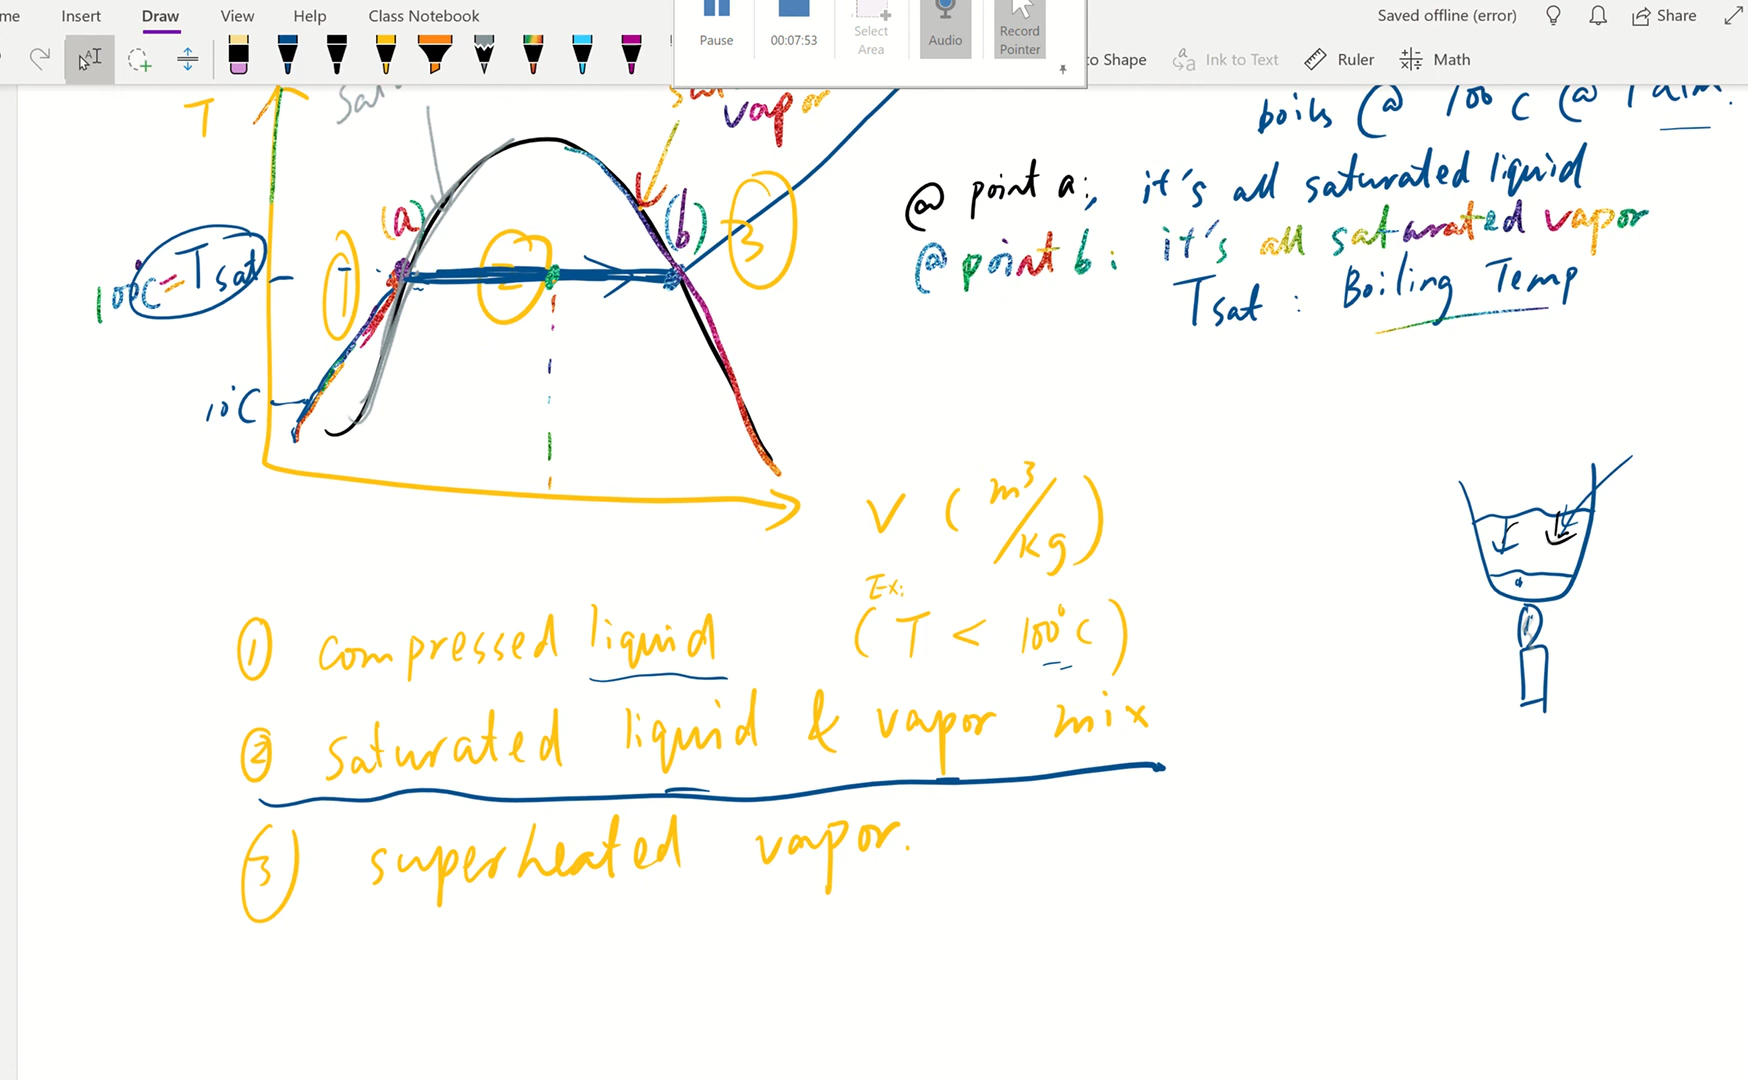 Insert Draw View Help Class Notebook
Pause 00:07:53 Select Area Audio Record Pointer
Saved offline (error) Share
to Shape Ink to Text Ruler Math
T
vapor
boils @ 100°C @ 1 atm.
@ point a: it's all saturated liquid
@ point b: it's all saturated vapor
Tsat : Boiling Temp
(a) (b)
1 2 3
100°C = Tsat
10°C
V (m³/kg)
Ex:
① compressed liquid (T < 100°C)
② saturated liquid & vapor mix
③ superheated vapor.